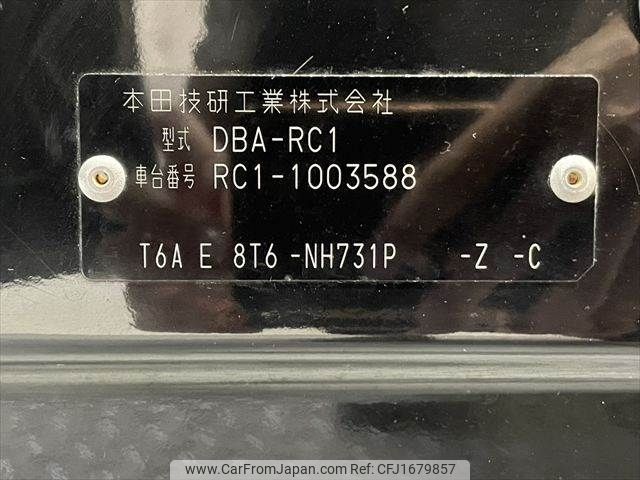 本田技研工業株式会社
型式 DBA-RC1
車台番号 RC1-1003588
T6A E 8T6 -NH731P -Z -C
www.CarFromJapan.com | REF No: CFJ1679857